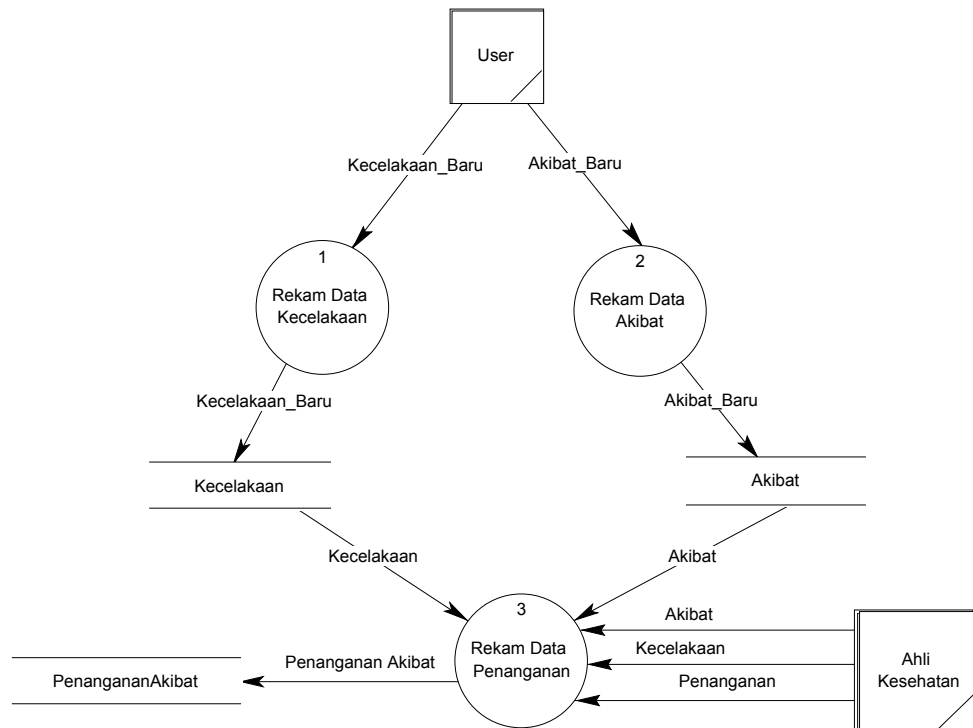 User
Kecelakaan_Baru
Akibat_Baru
1
Rekam Data
Kecelakaan
2
Rekam Data
Akibat
Kecelakaan_Baru
Akibat_Baru
Kecelakaan
Akibat
Kecelakaan
Akibat
3
Rekam Data
Penanganan
Akibat
Kecelakaan
Penanganan
Penanganan Akibat
PenangananAkibat
Ahli
Kesehatan